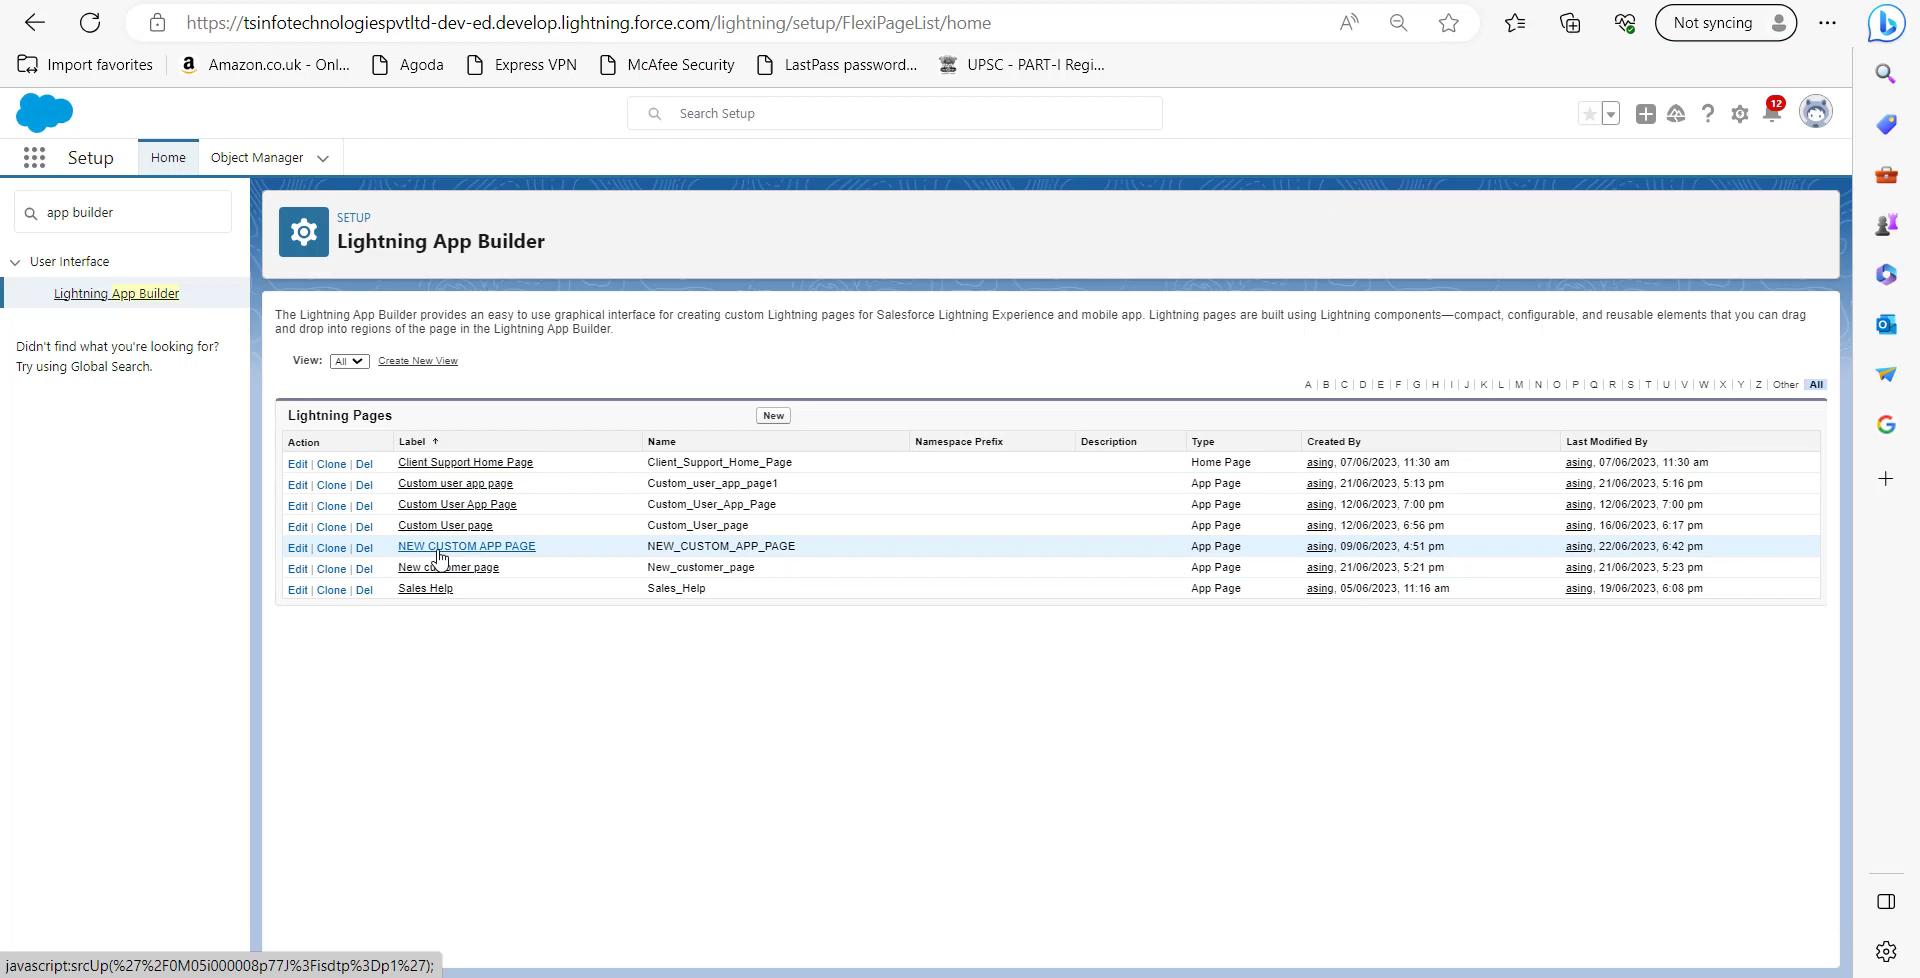 https://tsinfotechnologiespvtltd-dev-ed.develop.lightning.force.com/lightning/setup/FlexiPageList/home
Not syncing
Import favorites
Amazon.co.uk - Onl...
Agoda
Express VPN
McAfee Security
LastPass password...
UPSC - PART-I Regi...
Search Setup
12
Setup
Home
Object Manager
app builder
User Interface
Lightning App Builder
Didn't find what you're looking for?
Try using Global Search.
SETUP
Lightning App Builder
The Lightning App Builder provides an easy to use graphical interface for creating custom Lightning pages for Salesforce Lightning Experience and mobile app. Lightning pages are built using Lightning components—compact, configurable, and reusable elements that you can drag
and drop into regions of the page in the Lightning App Builder.
View: All Create New View
A | B | C | D | E | F | G | H | I | J | K | L | M | N | O | P | Q | R | S | T | U | V | W | X | Y | Z | Other All
Lightning Pages New
Action Label Name Namespace Prefix Description Type Created By Last Modified By
Edit | Clone | Del Client Support Home Page Client_Support_Home_Page Home Page asing, 07/06/2023, 11:30 am asing, 07/06/2023, 11:30 am
Edit | Clone | Del Custom user app page Custom_user_app_page1 App Page asing, 21/06/2023, 5:13 pm asing, 21/06/2023, 5:16 pm
Edit | Clone | Del Custom User App Page Custom_User_App_Page App Page asing, 12/06/2023, 7:00 pm asing, 12/06/2023, 7:00 pm
Edit | Clone | Del Custom User page Custom_User_page App Page asing, 12/06/2023, 6:56 pm asing, 16/06/2023, 6:17 pm
Edit | Clone | Del NEW CUSTOM APP PAGE NEW_CUSTOM_APP_PAGE App Page asing, 09/06/2023, 4:51 pm asing, 22/06/2023, 6:42 pm
Edit | Clone | Del New customer page New_customer_page App Page asing, 21/06/2023, 5:21 pm asing, 21/06/2023, 5:23 pm
Edit | Clone | Del Sales Help Sales_Help App Page asing, 05/06/2023, 11:16 am asing, 19/06/2023, 6:08 pm
javascript:srcUp(%27%2F0M05i000008p77J%3Fisdtp%3Dp1%27);